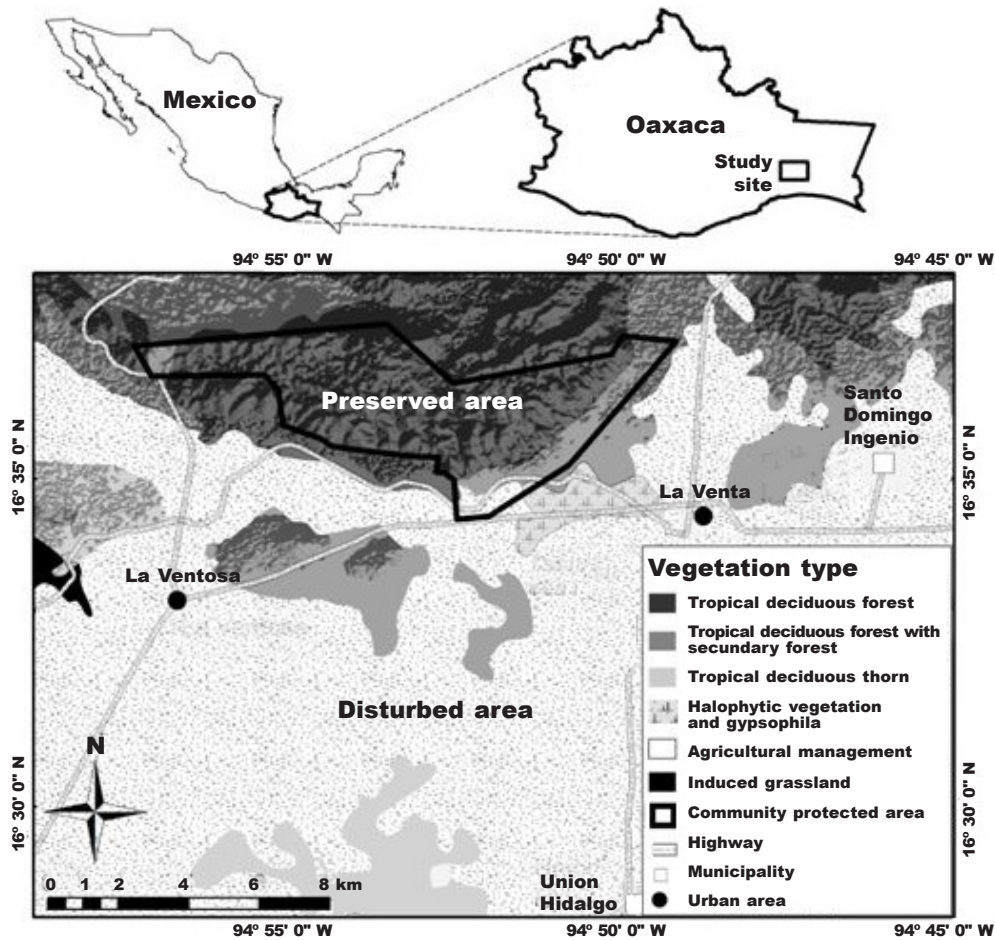 Mexico
Oaxaca
Study
site
94º 55' 0" W
94º 50' 0" W
94º 45' 0" W
Preserved area
Santo
Domingo
Ingenio
16º 35' 0" N
16º 35' 0" N
La Venta
La Ventosa
Vegetation type
Tropical deciduous forest
Tropical deciduous forest with
secundary forest
Tropical deciduous thorn
Halophytic vegetation
and gypsophila
Agricultural management
Induced grassland
Community protected area
Highway
Municipality
Urban area
Disturbed area
N
16º 30' 0" N
16º 30' 0" N
0 1 2 4 6 8 km
Union
Hidalgo
94º 55' 0" W
94º 50' 0" W
94º 45' 0" W